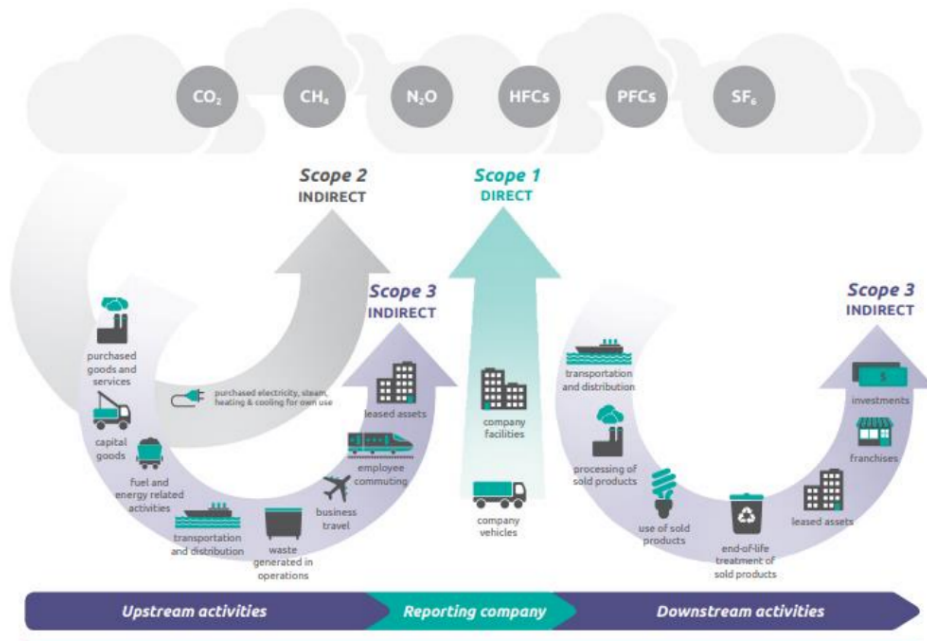 CO₂ CH₄ N₂O HFCs PFCs SF₆
Scope 2
INDIRECT
Scope 1
DIRECT
Scope 3
INDIRECT
Scope 3
INDIRECT
purchased
goods and
services
capital
goods
fuel and
energy related
activities
transportation
and distribution
waste
generated in
operations
business
travel
employee
commuting
leased assets
purchased electricity, steam,
heating & cooling for own use
company
facilities
company
vehicles
transportation
and distribution
processing of
sold products
use of sold
products
end-of-life
treatment of
sold products
leased assets
franchises
$
investments
Upstream activities
Reporting company
Downstream activities